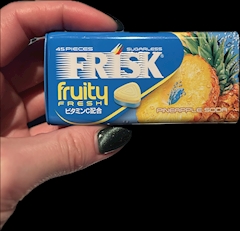 45 PIECES SUGARLESS
FRISK
fruity
FRESH
ビタミンC配合
PINEAPPLE SODA